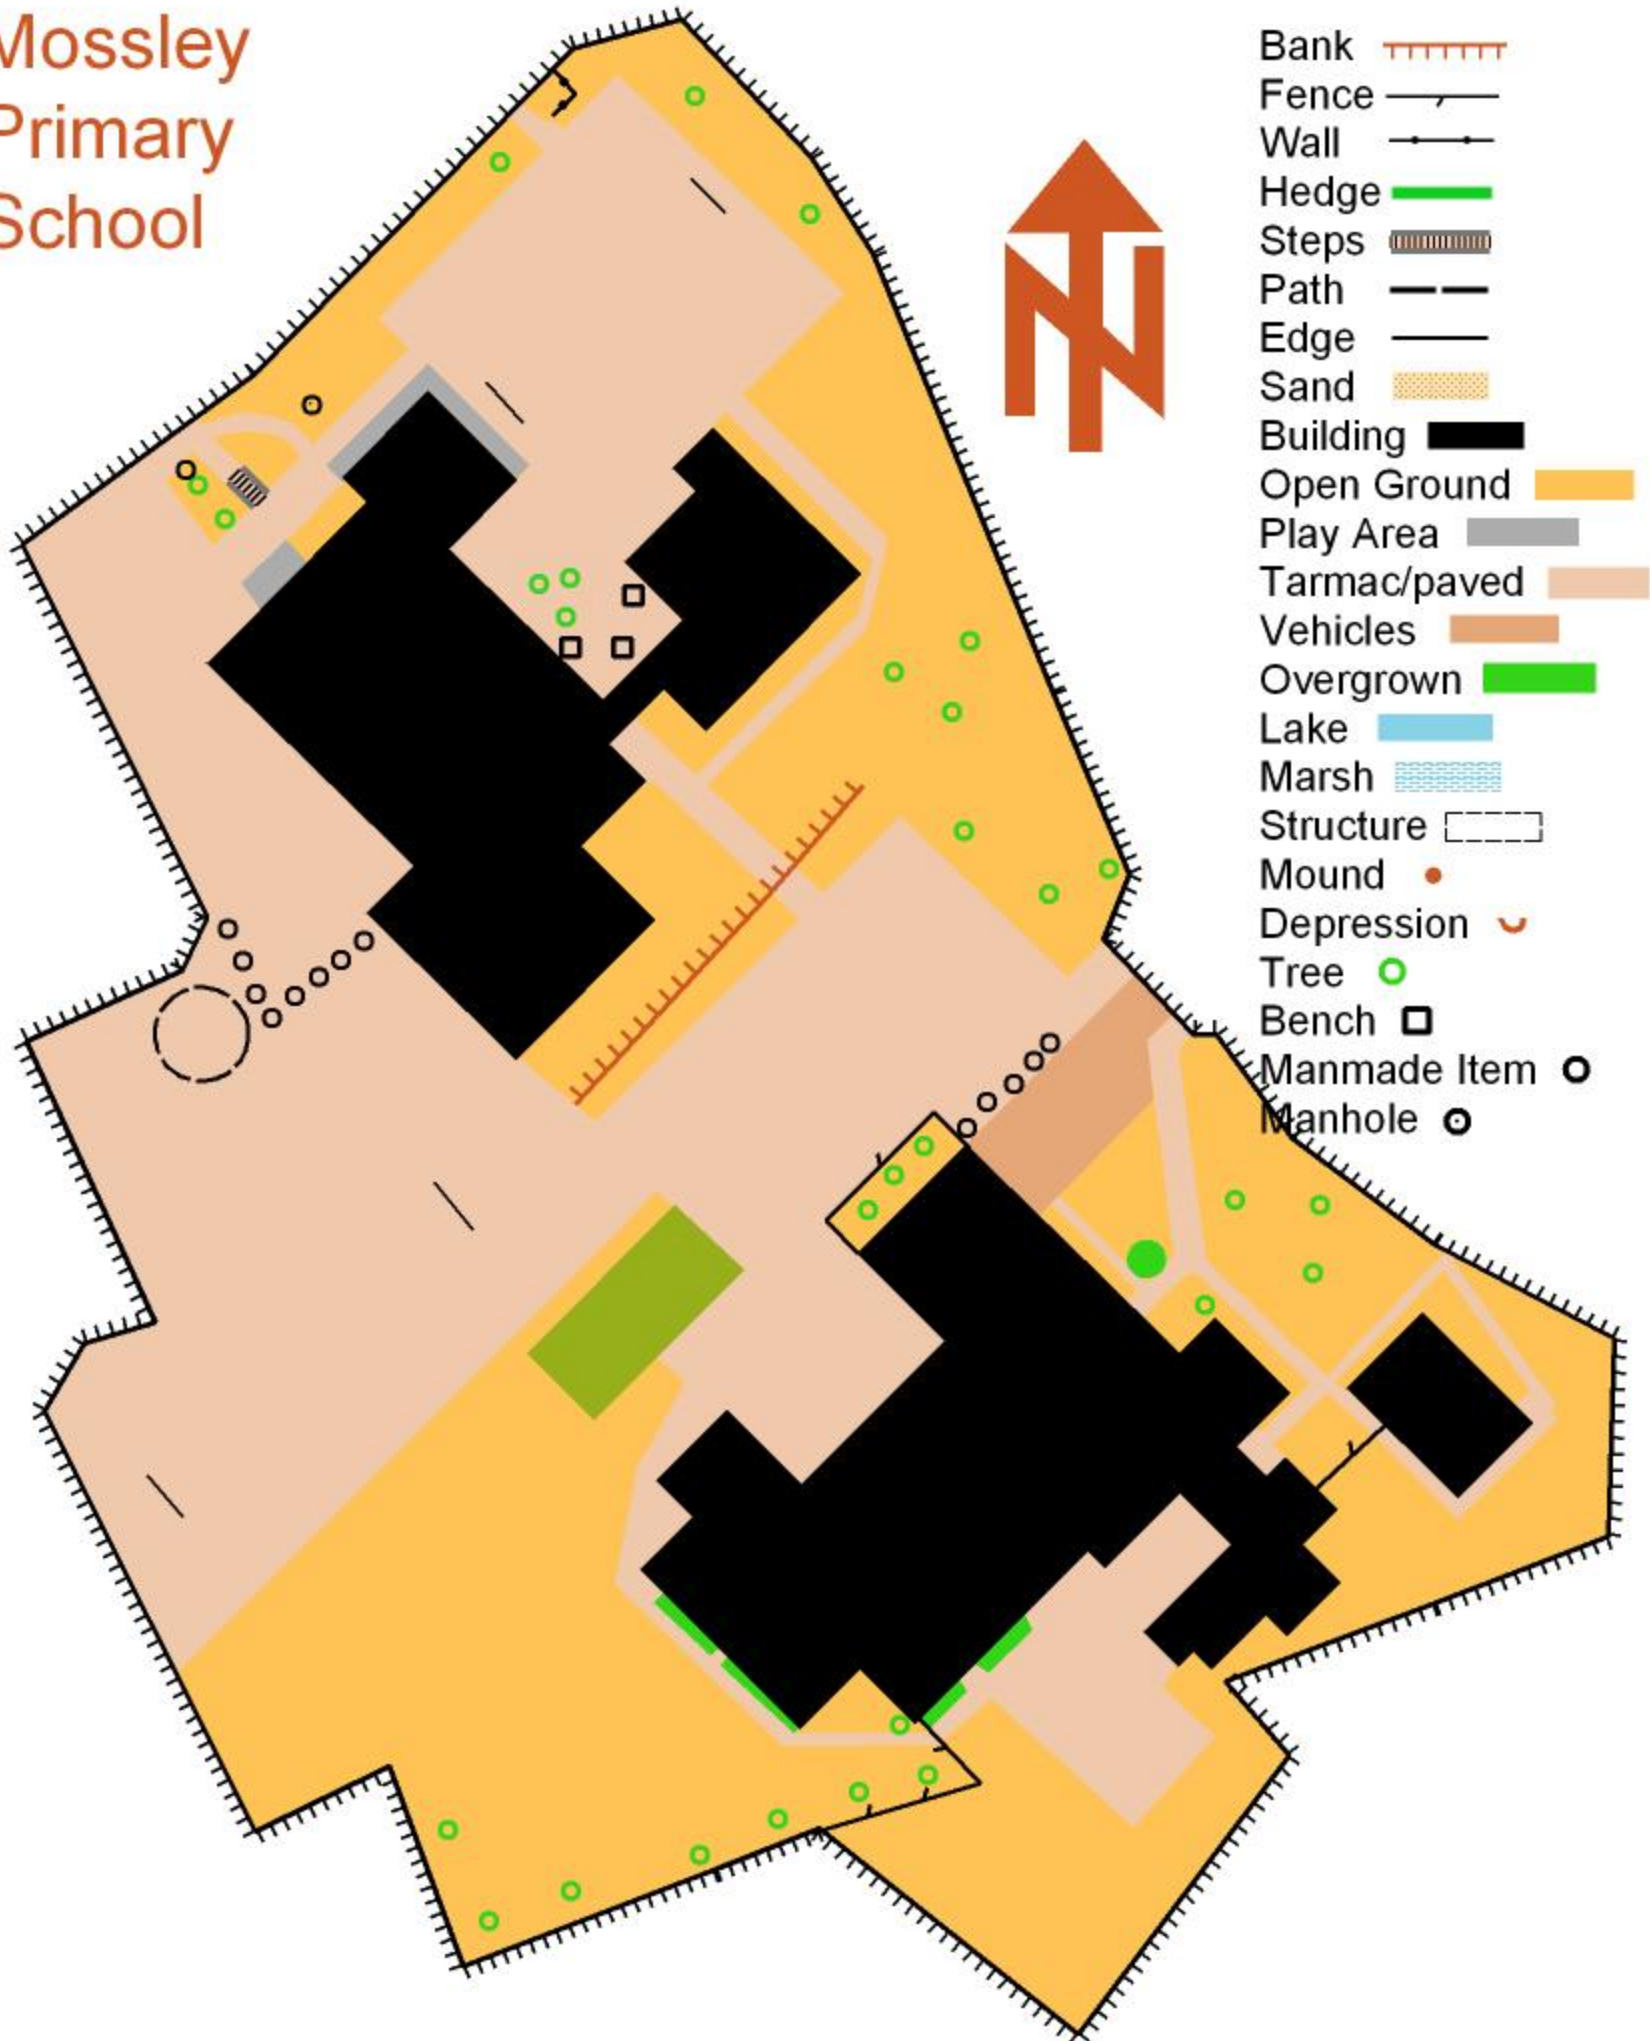 Mossley
Primary
School
Bank
Fence
Wall
Hedge
Steps
Path
Edge
Sand
Building
Open Ground
Play Area
Tarmac/paved
Vehicles
Overgrown
Lake
Marsh
Structure
Mound
Depression
Tree
Bench
Manmade Item
Manhole
N